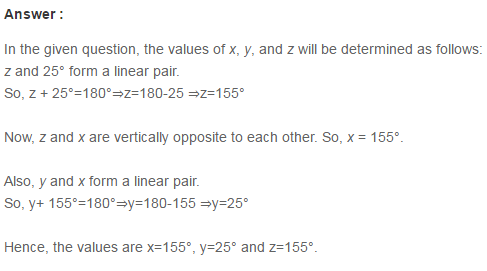 Answer :
In the given question, the values of x, y, and z will be determined as follows:
z and 25° form a linear pair.
So, z + 25°=180°⇒z=180-25 ⇒z=155°
Now, z and x are vertically opposite to each other. So, x = 155°.
Also, y and x form a linear pair.
So, y+ 155°=180°⇒y=180-155 ⇒y=25°
Hence, the values are x=155°, y=25° and z=155°.